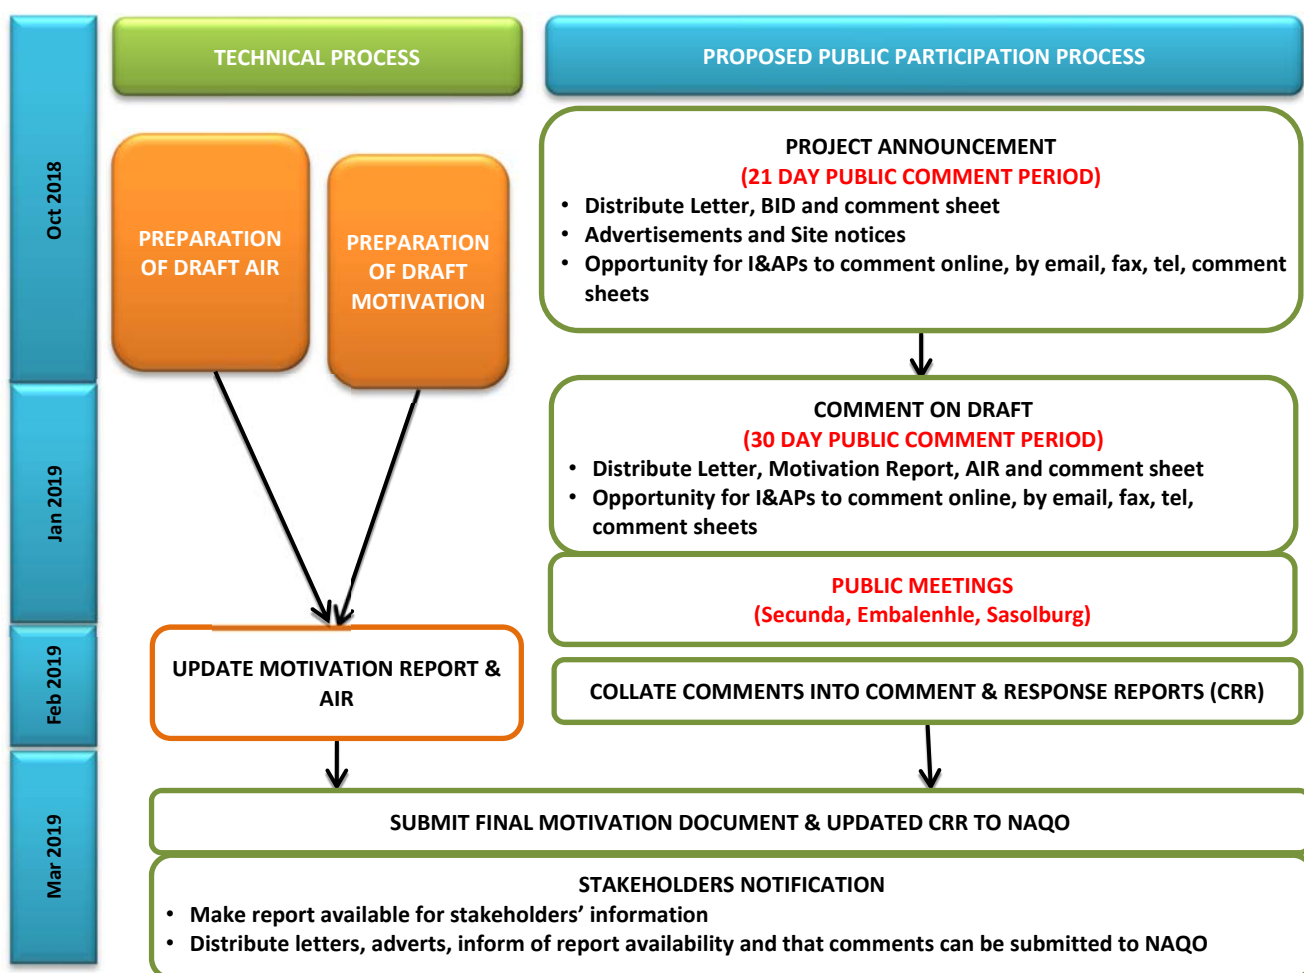 TECHNICAL PROCESS
PROPOSED PUBLIC PARTICIPATION PROCESS
Oct 2018
PREPARATION
OF DRAFT AIR
PREPARATION
OF DRAFT
MOTIVATION
PROJECT ANNOUNCEMENT
(21 DAY PUBLIC COMMENT PERIOD)
• Distribute Letter, BID and comment sheet
• Advertisements and Site notices
• Opportunity for I&APs to comment online, by email, fax, tel, comment
sheets
Jan 2019
COMMENT ON DRAFT
(30 DAY PUBLIC COMMENT PERIOD)
• Distribute Letter, Motivation Report, AIR and comment sheet
• Opportunity for I&APs to comment online, by email, fax, tel,
comment sheets
PUBLIC MEETINGS
(Secunda, Embalenhle, Sasolburg)
Feb 2019
UPDATE MOTIVATION REPORT &
AIR
COLLATE COMMENTS INTO COMMENT & RESPONSE REPORTS (CRR)
Mar 2019
SUBMIT FINAL MOTIVATION DOCUMENT & UPDATED CRR TO NAQO
STAKEHOLDERS NOTIFICATION
• Make report available for stakeholders’ information
• Distribute letters, adverts, inform of report availability and that comments can be submitted to NAQO